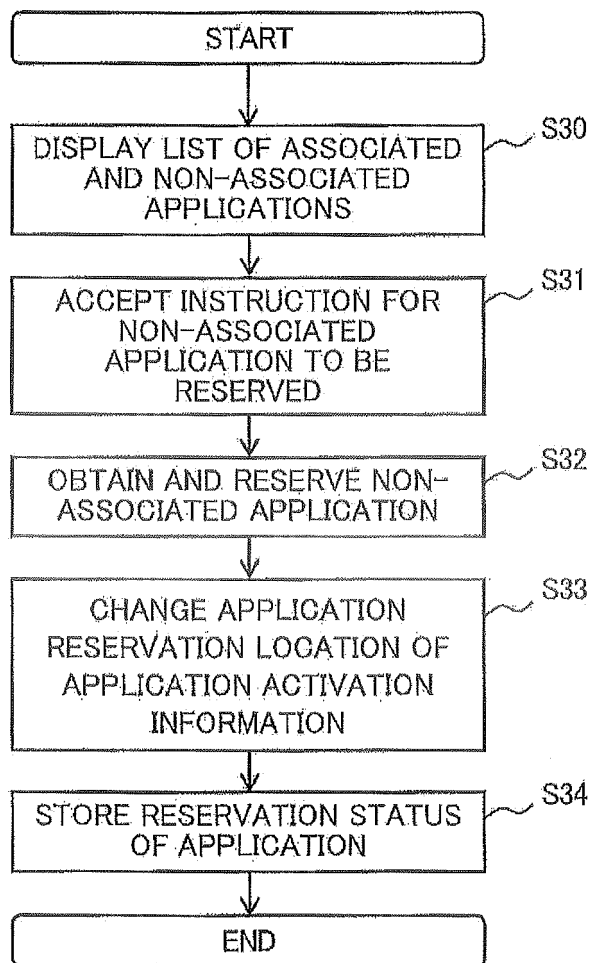 START
DISPLAY LIST OF ASSOCIATED
AND NON-ASSOCIATED
APPLICATIONS
S30
ACCEPT INSTRUCTION FOR
NON-ASSOCIATED
APPLICATION TO BE
RESERVED
S31
OBTAIN AND RESERVE NON-
ASSOCIATED APPLICATION
S32
CHANGE APPLICATION
RESERVATION LOCATION OF
APPLICATION ACTIVATION
INFORMATION
S33
STORE RESERVATION STATUS
OF APPLICATION
S34
END